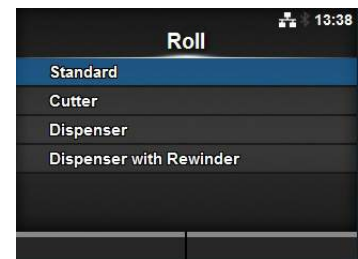 13:38
Roll
Standard
Cutter
Dispenser
Dispenser with Rewinder